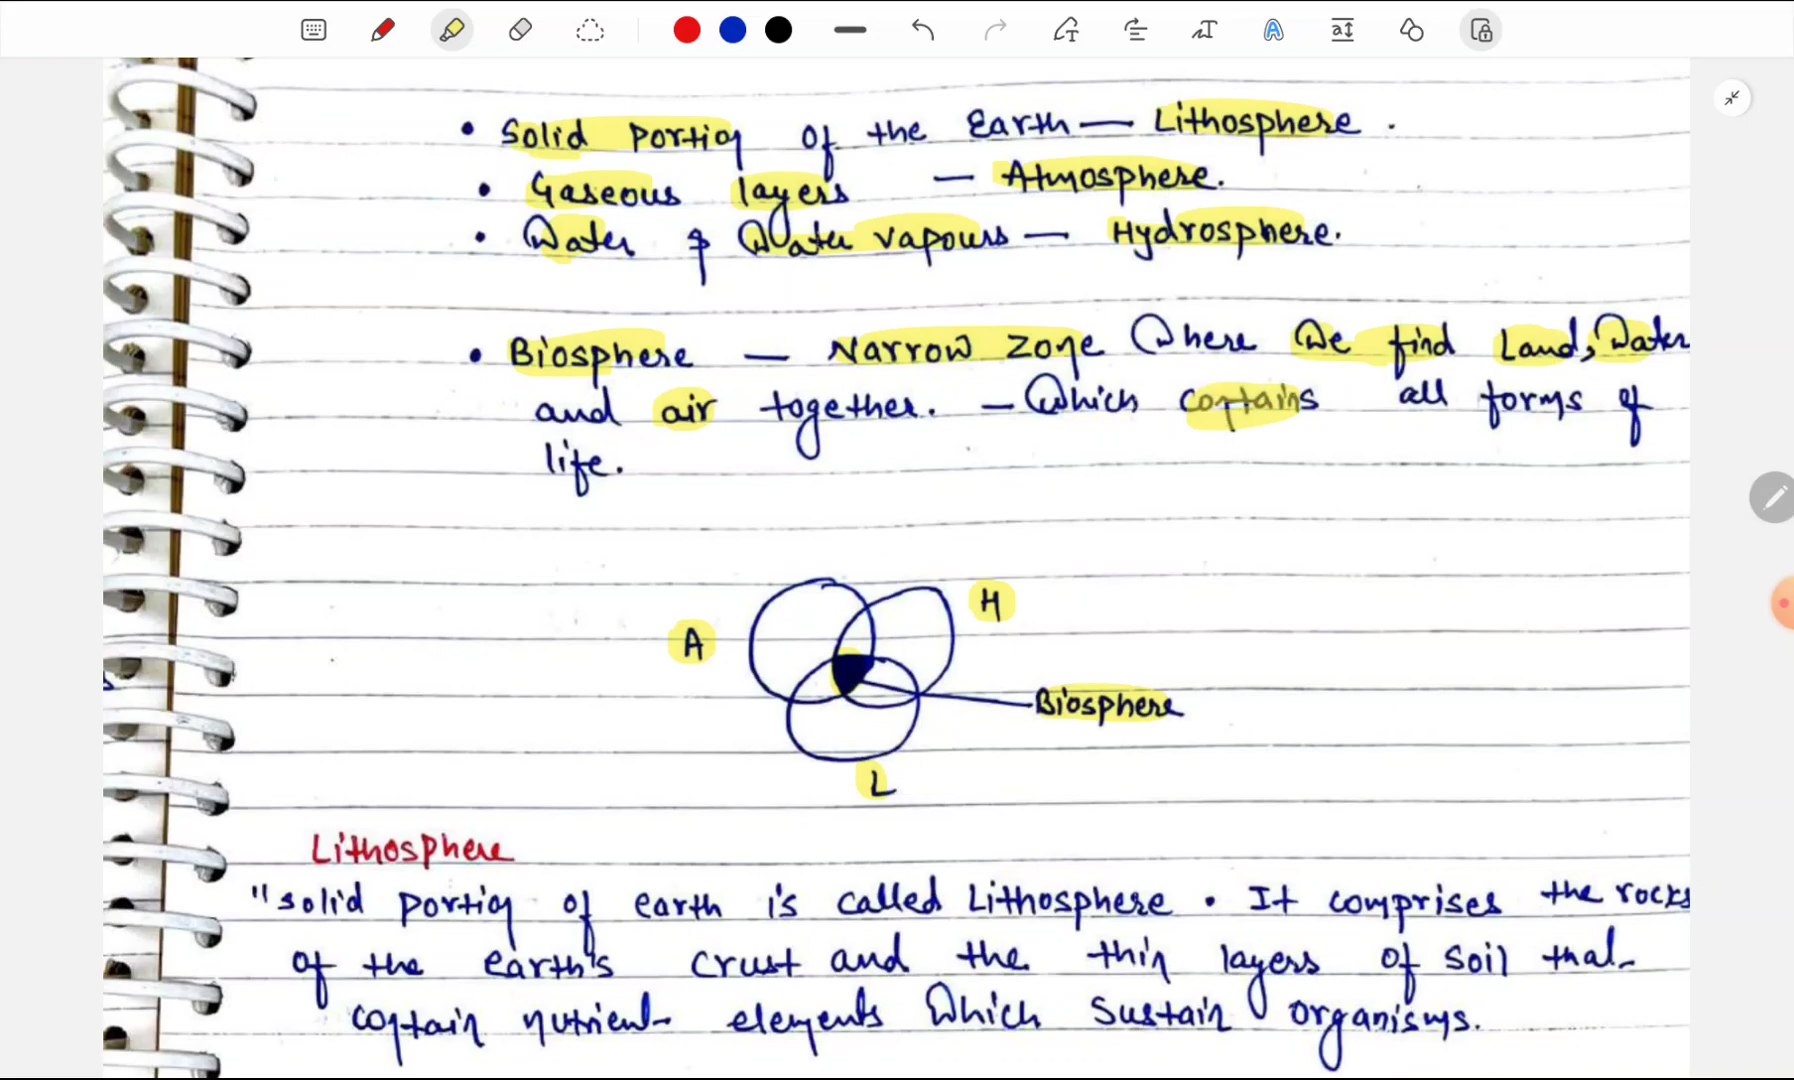 • Solid Portion of the Earth — Lithosphere.
• Gaseous layers — Atmosphere.
• Water & Water vapours — Hydrosphere.
• Biosphere — Narrow zone Where We find Land, Water
and air together. — Which contains all forms of
life.
H
A
Biosphere
L
Lithosphere
"Solid portion of earth is called Lithosphere. It comprises the rocks
of the earth's crust and the thin layers of soil that
contain nutrient elements Which sustain organisms.